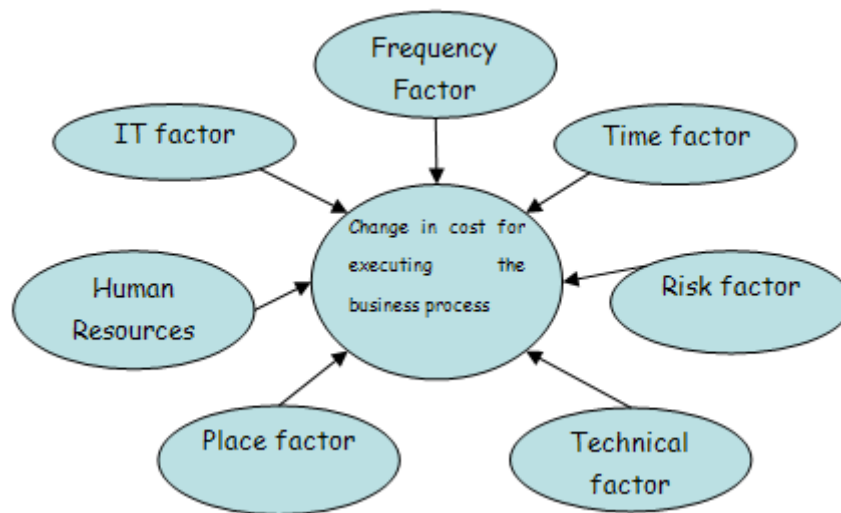 Frequency
Factor
IT factor
Time factor
Change in cost for
executing the
business process
Human
Resources
Risk factor
Place factor
Technical
factor